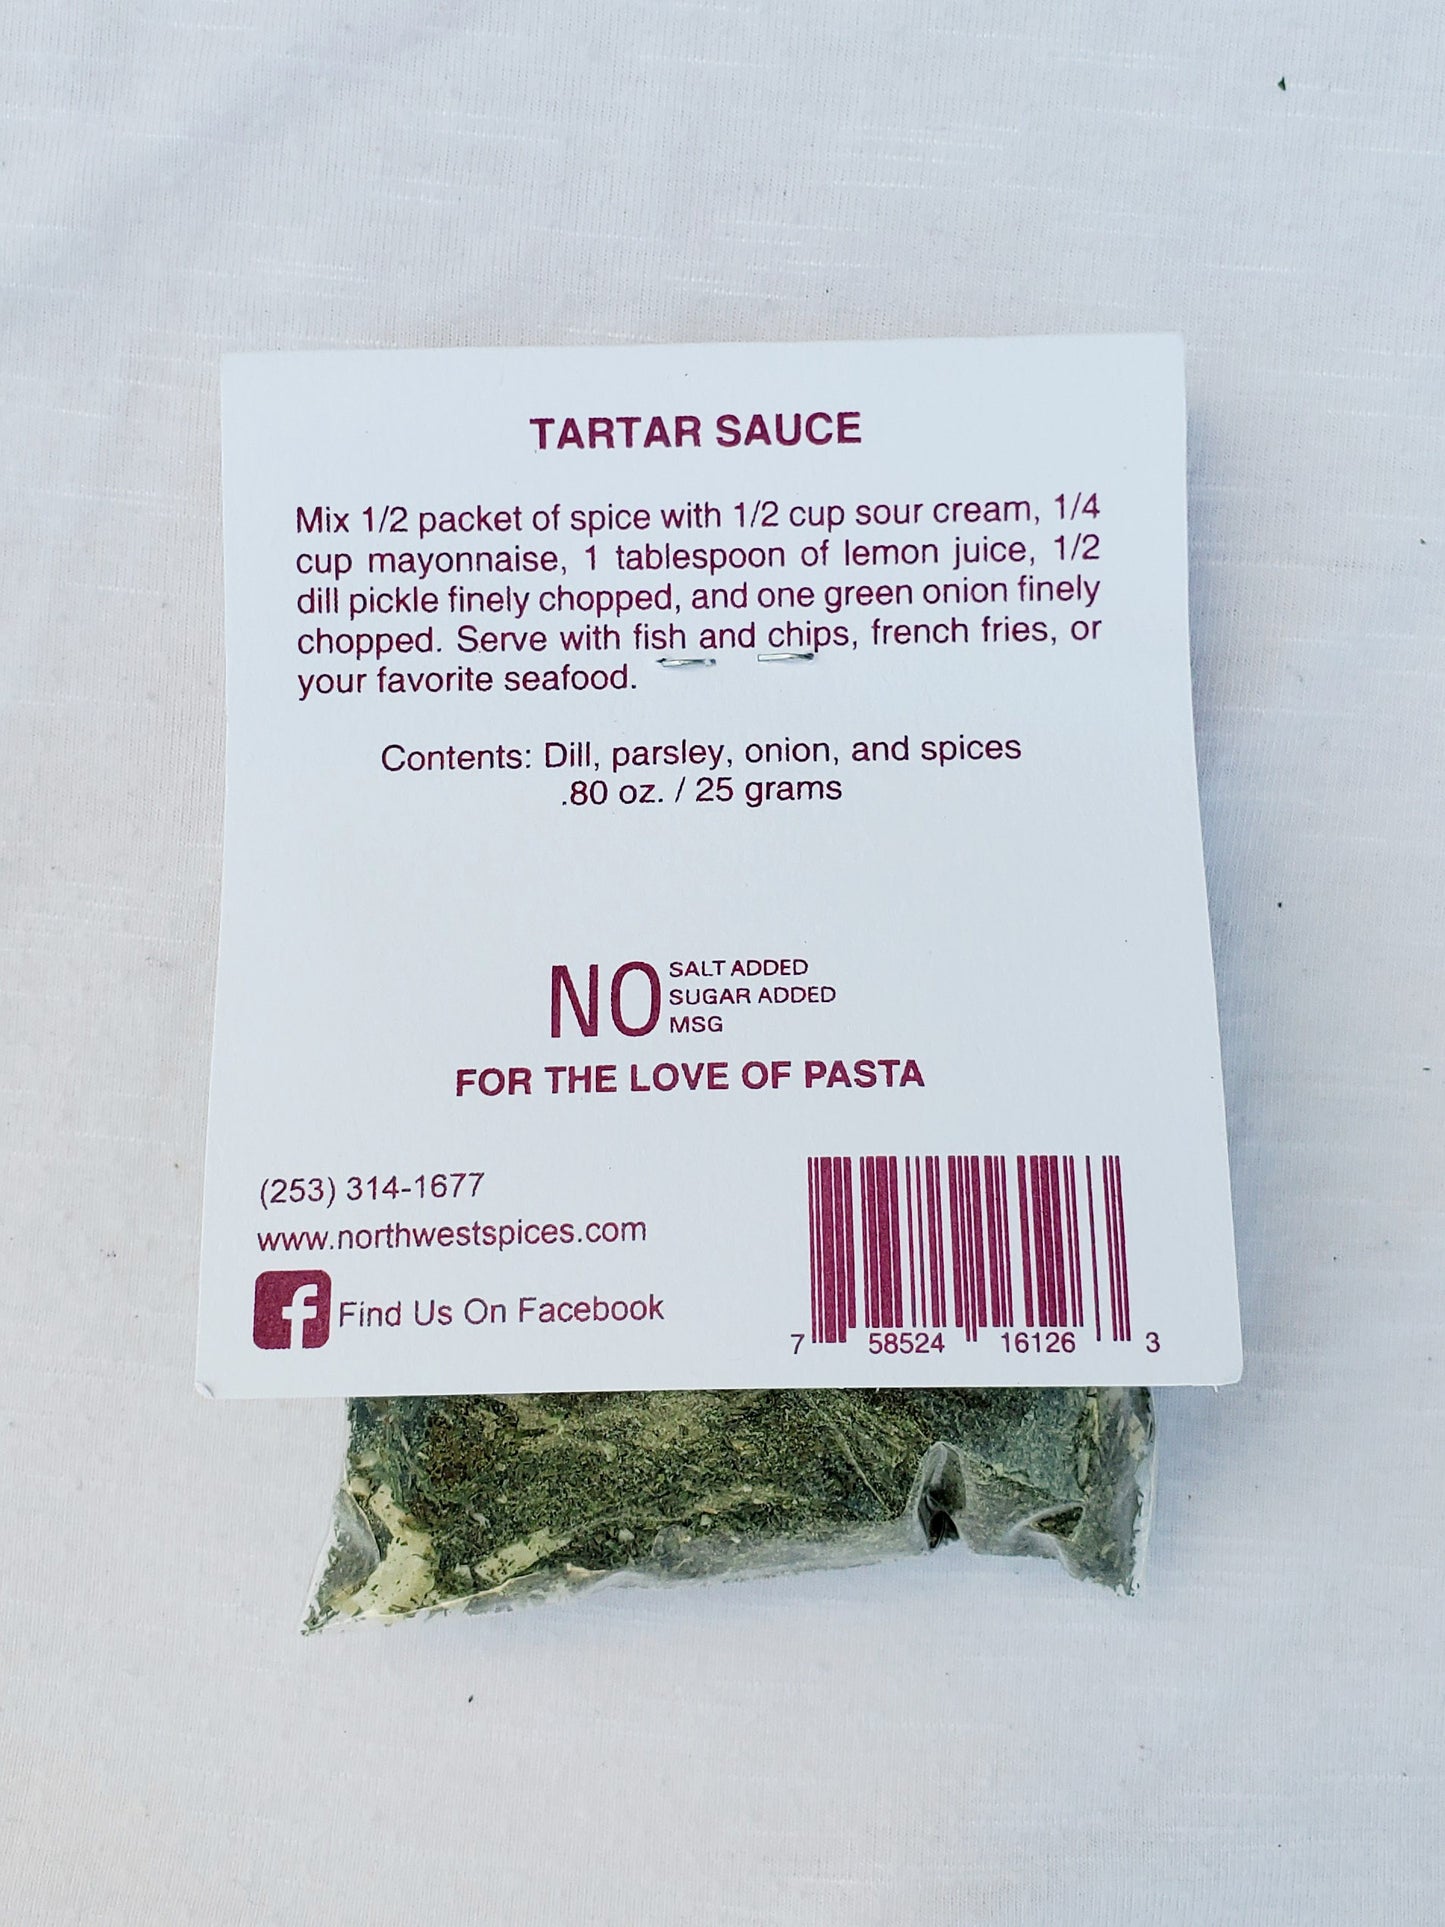 TARTAR SAUCE
Mix 1/2 packet of spice with 1/2 cup sour cream, 1/4
cup mayonnaise, 1 tablespoon of lemon juice, 1/2
dill pickle finely chopped, and one green onion finely
chopped. Serve with fish and chips, french fries, or
your favorite seafood.
Contents: Dill, parsley, onion, and spices
.80 oz. / 25 grams
NO SALT ADDED
SUGAR ADDED
MSG
FOR THE LOVE OF PASTA
(253) 314-1677
www.northwestspices.com
f Find Us On Facebook
7 58524 16126 3